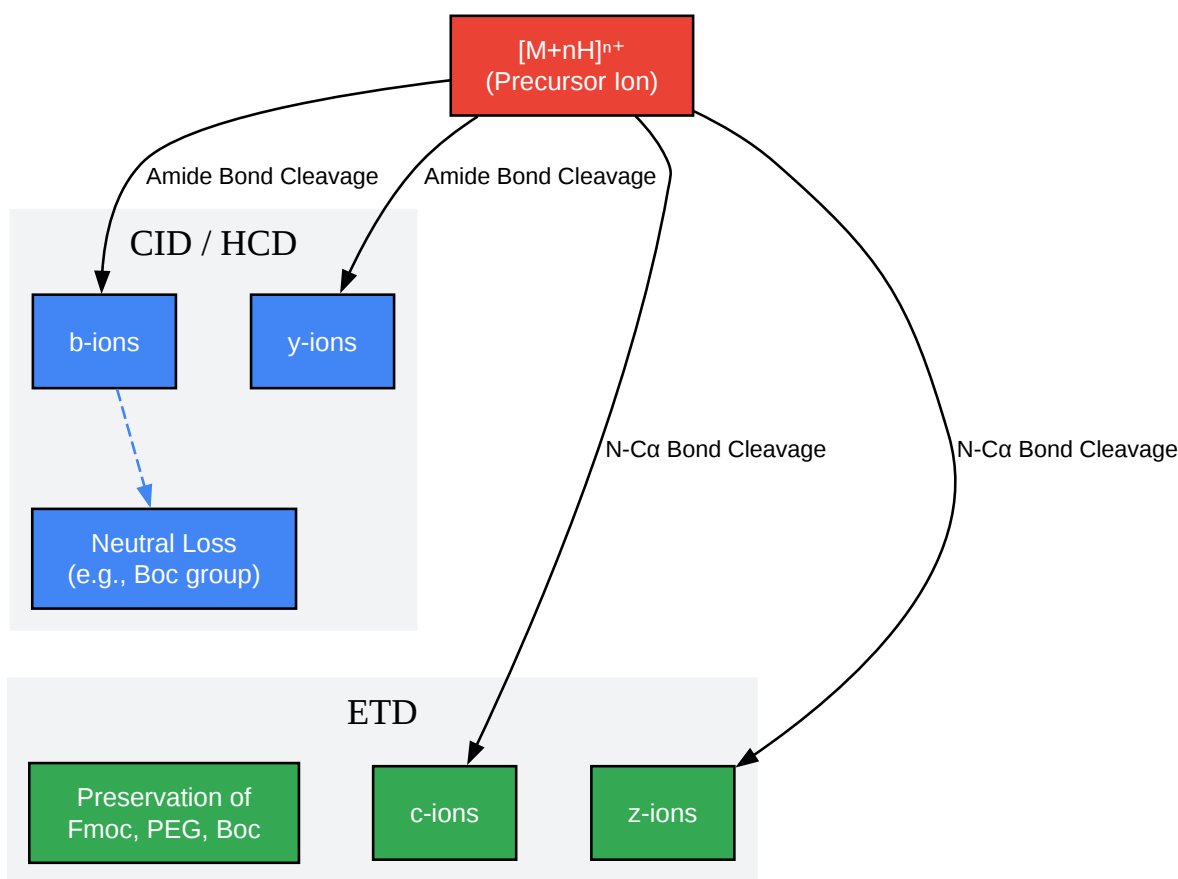 [M+nH]ⁿ⁺
(Precursor Ion)
Amide Bond Cleavage
Amide Bond Cleavage
CID / HCD
b-ions
y-ions
N-Cα Bond Cleavage
N-Cα Bond Cleavage
Neutral Loss
(e.g., Boc group)
ETD
Preservation of
Fmoc, PEG, Boc
c-ions
z-ions